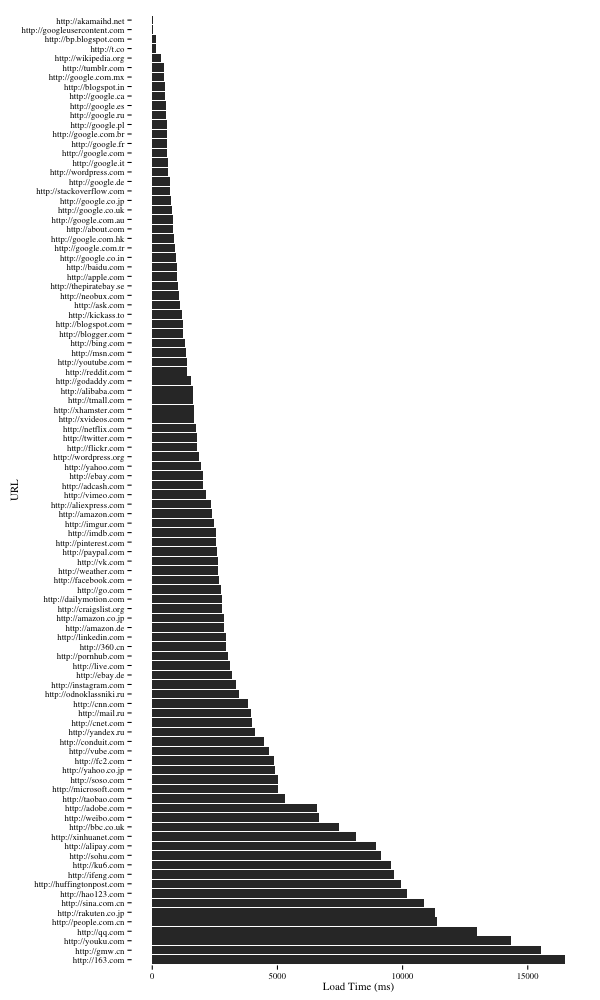 http://akamaihd.net
http://googleusercontent.com
http://bp.blogspot.com
http://t.co
http://wikipedia.org
http://tumblr.com
http://google.com.mx
http://blogspot.in
http://google.ca
http://google.es
http://google.ru
http://google.pl
http://google.com.br
http://google.fr
http://google.com
http://google.it
http://wordpress.com
http://google.de
http://stackoverflow.com
http://google.co.jp
http://google.co.uk
http://google.com.au
http://about.com
http://google.com.hk
http://google.com.tr
http://google.co.in
http://baidu.com
http://apple.com
http://thepiratebay.se
http://neobux.com
http://ask.com
http://kickass.to
http://blogspot.com
http://blogger.com
http://bing.com
http://msn.com
http://youtube.com
http://reddit.com
http://godaddy.com
http://alibaba.com
http://tmall.com
http://xhamster.com
http://xvideos.com
http://netflix.com
http://twitter.com
http://flickr.com
http://wordpress.org
http://yahoo.com
http://ebay.com
http://adcash.com
http://vimeo.com
http://aliexpress.com
http://amazon.com
http://imgur.com
http://imdb.com
http://pinterest.com
http://paypal.com
http://vk.com
http://weather.com
http://facebook.com
http://go.com
http://dailymotion.com
http://craigslist.org
http://amazon.co.jp
http://amazon.de
http://linkedin.com
http://360.cn
http://pornhub.com
http://live.com
http://ebay.de
http://instagram.com
http://odnoklassniki.ru
http://cnn.com
http://mail.ru
http://cnet.com
http://yandex.ru
http://conduit.com
http://vube.com
http://fc2.com
http://yahoo.co.jp
http://soso.com
http://microsoft.com
http://taobao.com
http://adobe.com
http://weibo.com
http://bbc.co.uk
http://xinhuanet.com
http://alipay.com
http://sohu.com
http://ku6.com
http://ifeng.com
http://huffingtonpost.com
http://hao123.com
http://sina.com.cn
http://rakuten.co.jp
http://people.com.cn
http://qq.com
http://youku.com
http://gmw.cn
http://163.com
URL
0 5000 10000 15000
Load Time (ms)